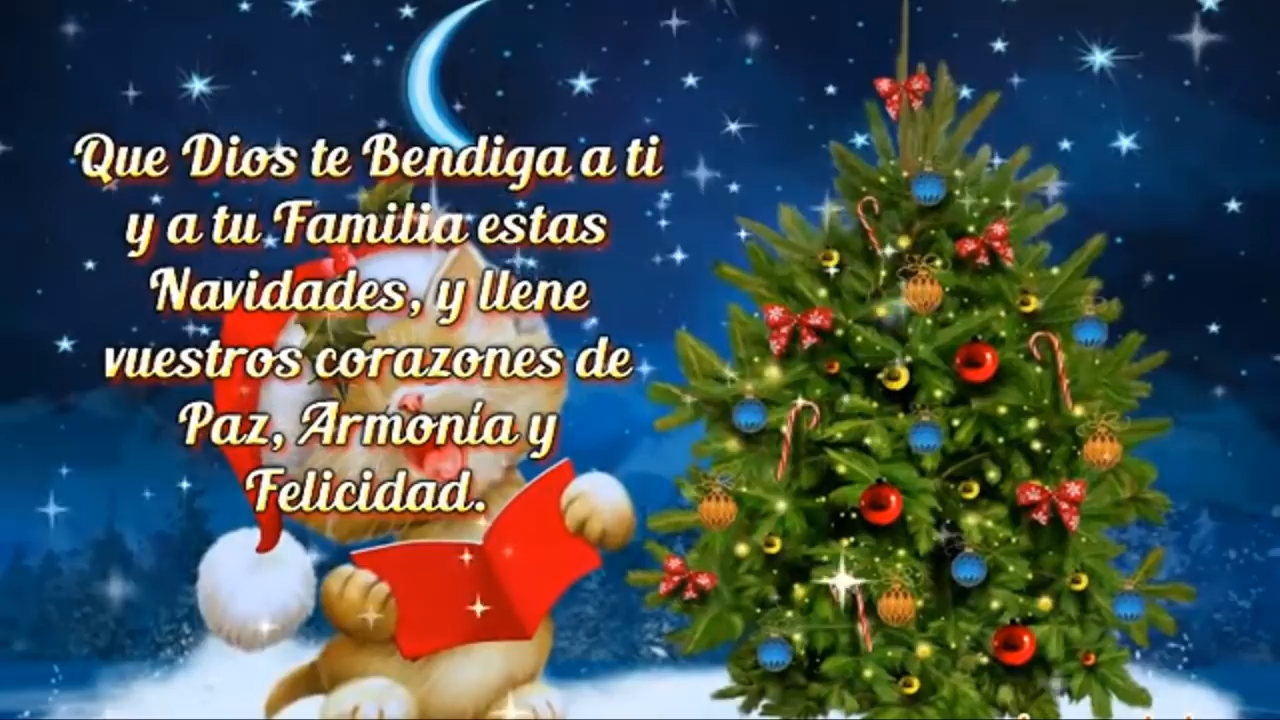 Que Dios te Bendiga a ti
y a tu Familia estas
Navidades, y llene
vuestros corazones de
Paz, Armonía y
Felicidad.